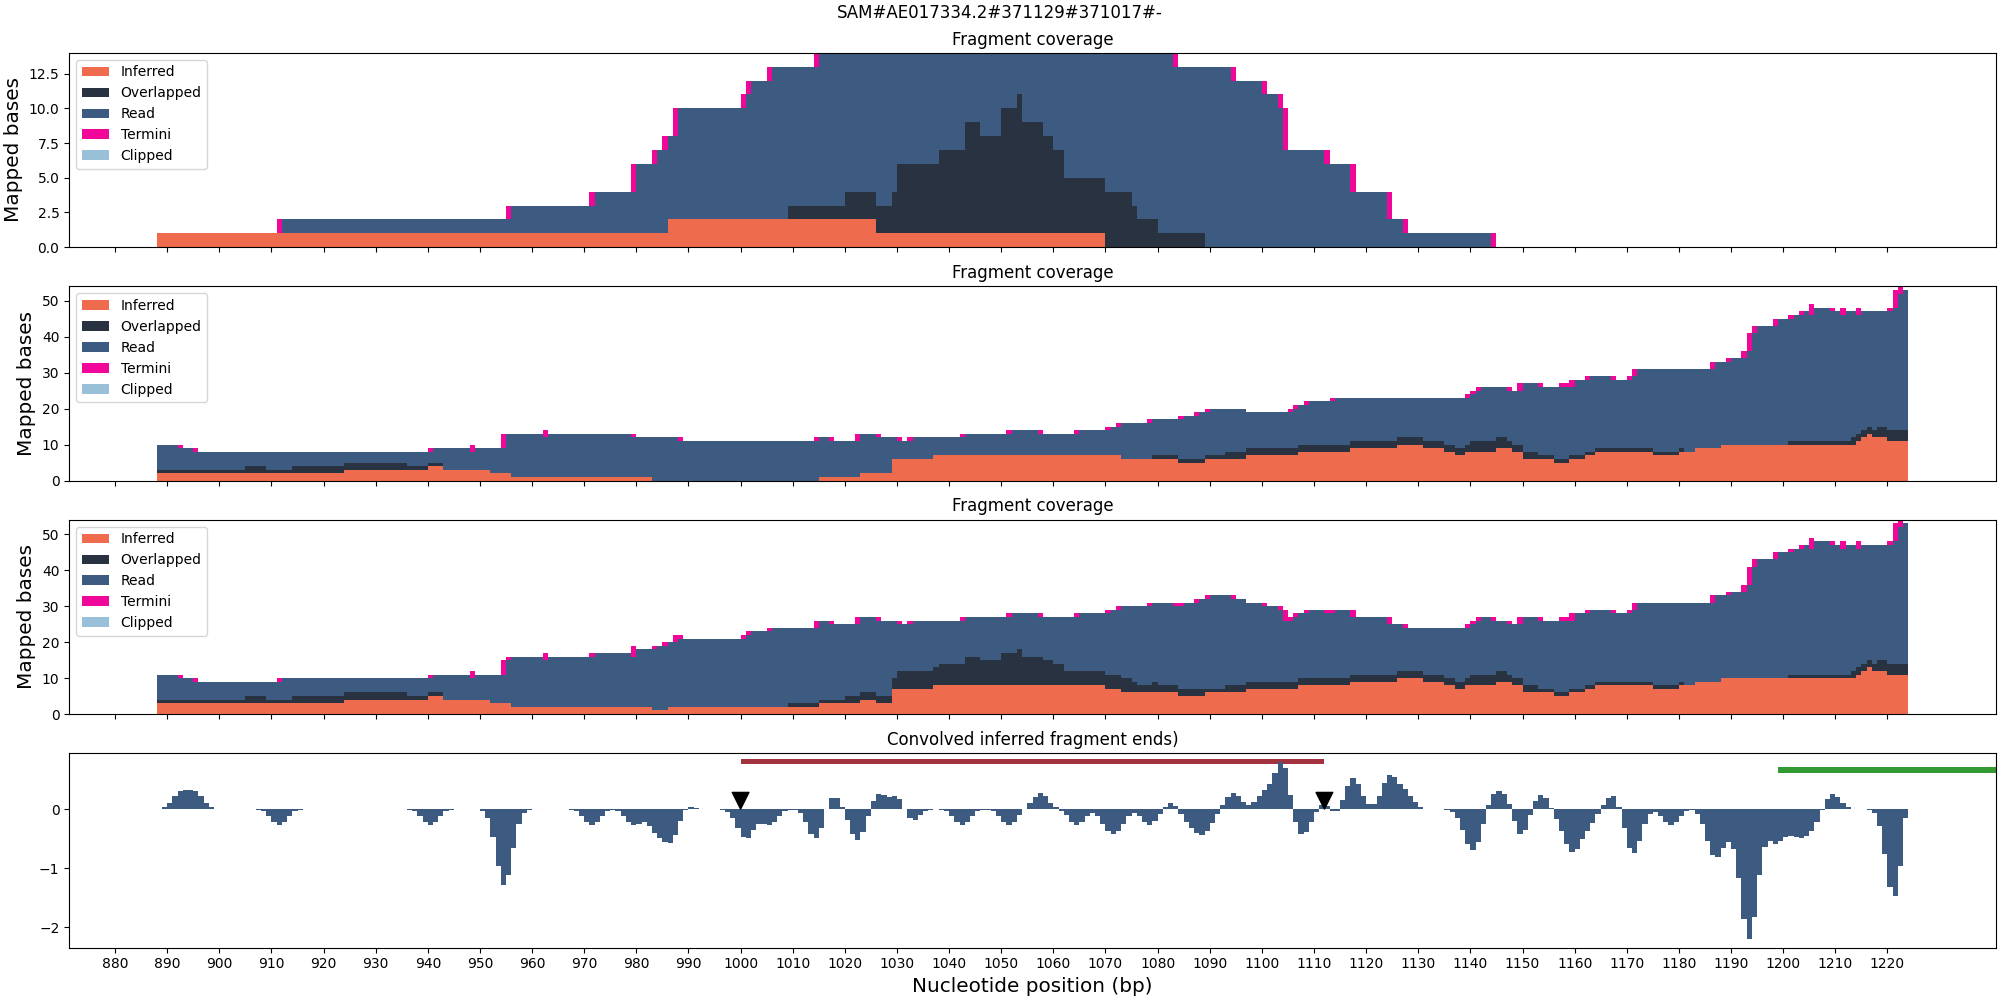 SAM#AE017334.2#371129#371017#-
Fragment coverage
Mapped bases
12.5
10.0
7.5
5.0
2.5
0.0
Inferred
Overlapped
Read
Termini
Clipped
Fragment coverage
Mapped bases
50
40
30
20
10
0
Inferred
Overlapped
Read
Termini
Clipped
Fragment coverage
Mapped bases
50
40
30
20
10
0
Inferred
Overlapped
Read
Termini
Clipped
Convolved inferred fragment ends)
0
−1
−2
880 890 900 910 920 930 940 950 960 970 980 990 1000 1010 1020 1030 1040 1050 1060 1070 1080 1090 1100 1110 1120 1130 1140 1150 1160 1170 1180 1190 1200 1210 1220
Nucleotide position (bp)